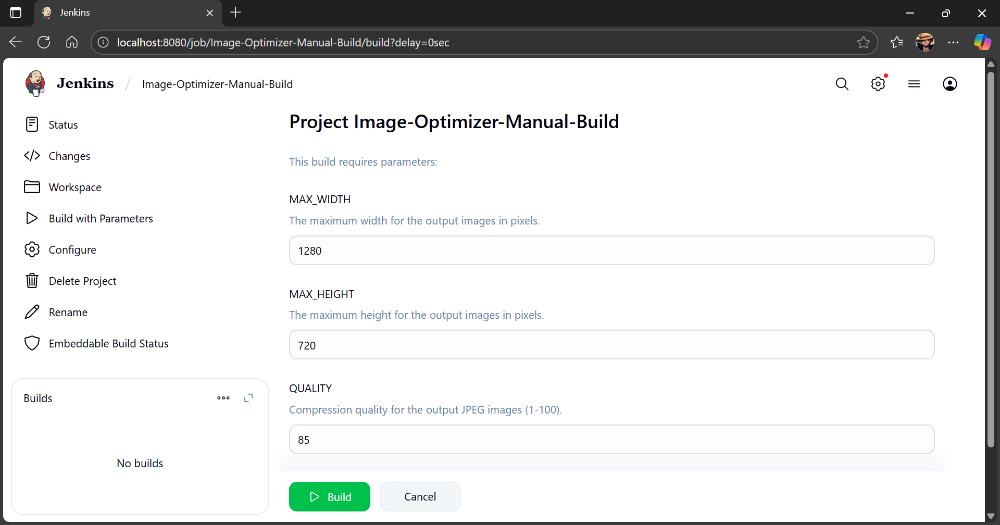 Jenkins
localhost:8080/job/Image-Optimizer-Manual-Build/build?delay=0sec
Jenkins / Image-Optimizer-Manual-Build
Status
Changes
Workspace
Build with Parameters
Configure
Delete Project
Rename
Embeddable Build Status
Builds
No builds
Project Image-Optimizer-Manual-Build
This build requires parameters:
MAX_WIDTH
The maximum width for the output images in pixels.
1280
MAX_HEIGHT
The maximum height for the output images in pixels.
720
QUALITY
Compression quality for the output JPEG images (1-100).
85
Build
Cancel